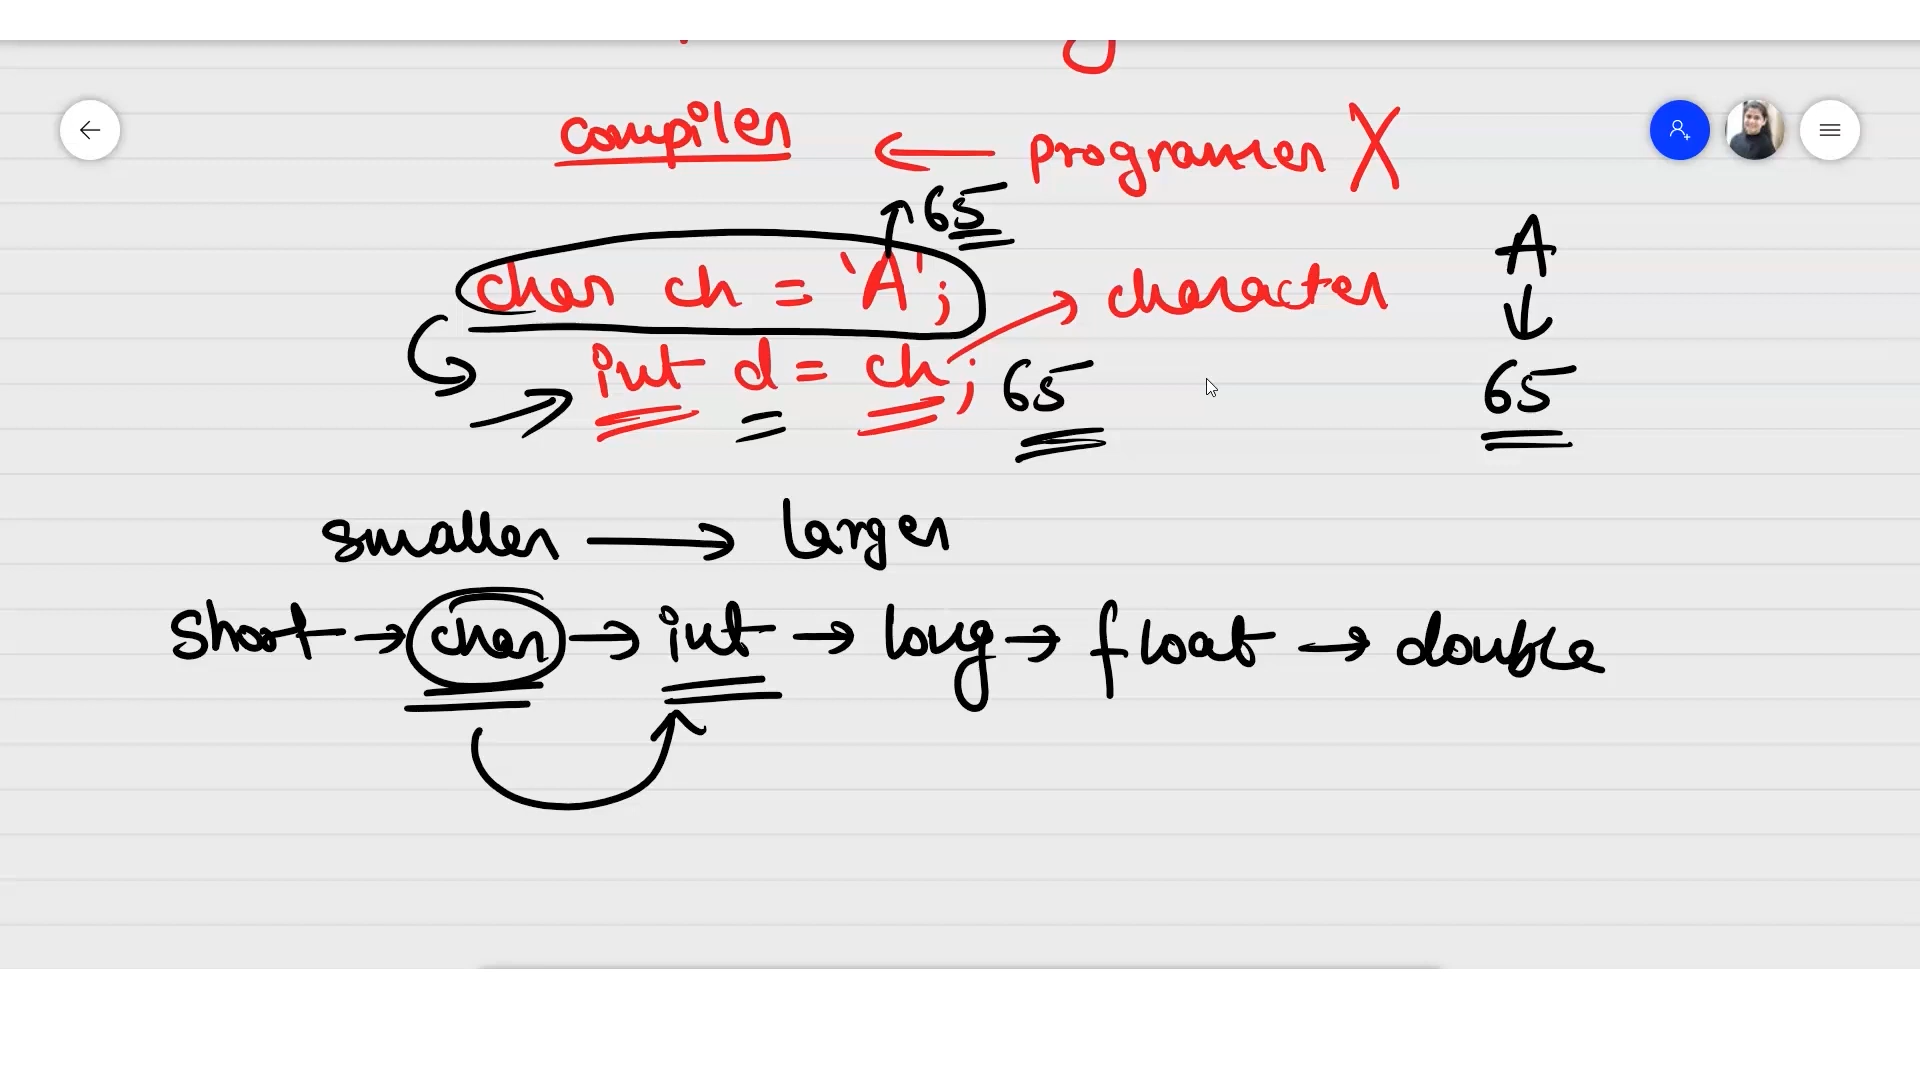 compiler ← programmer X
65
char ch = 'A'; → character
A
↓
int d = ch; 65
65
smaller → larger
short → char → int → long → float → double